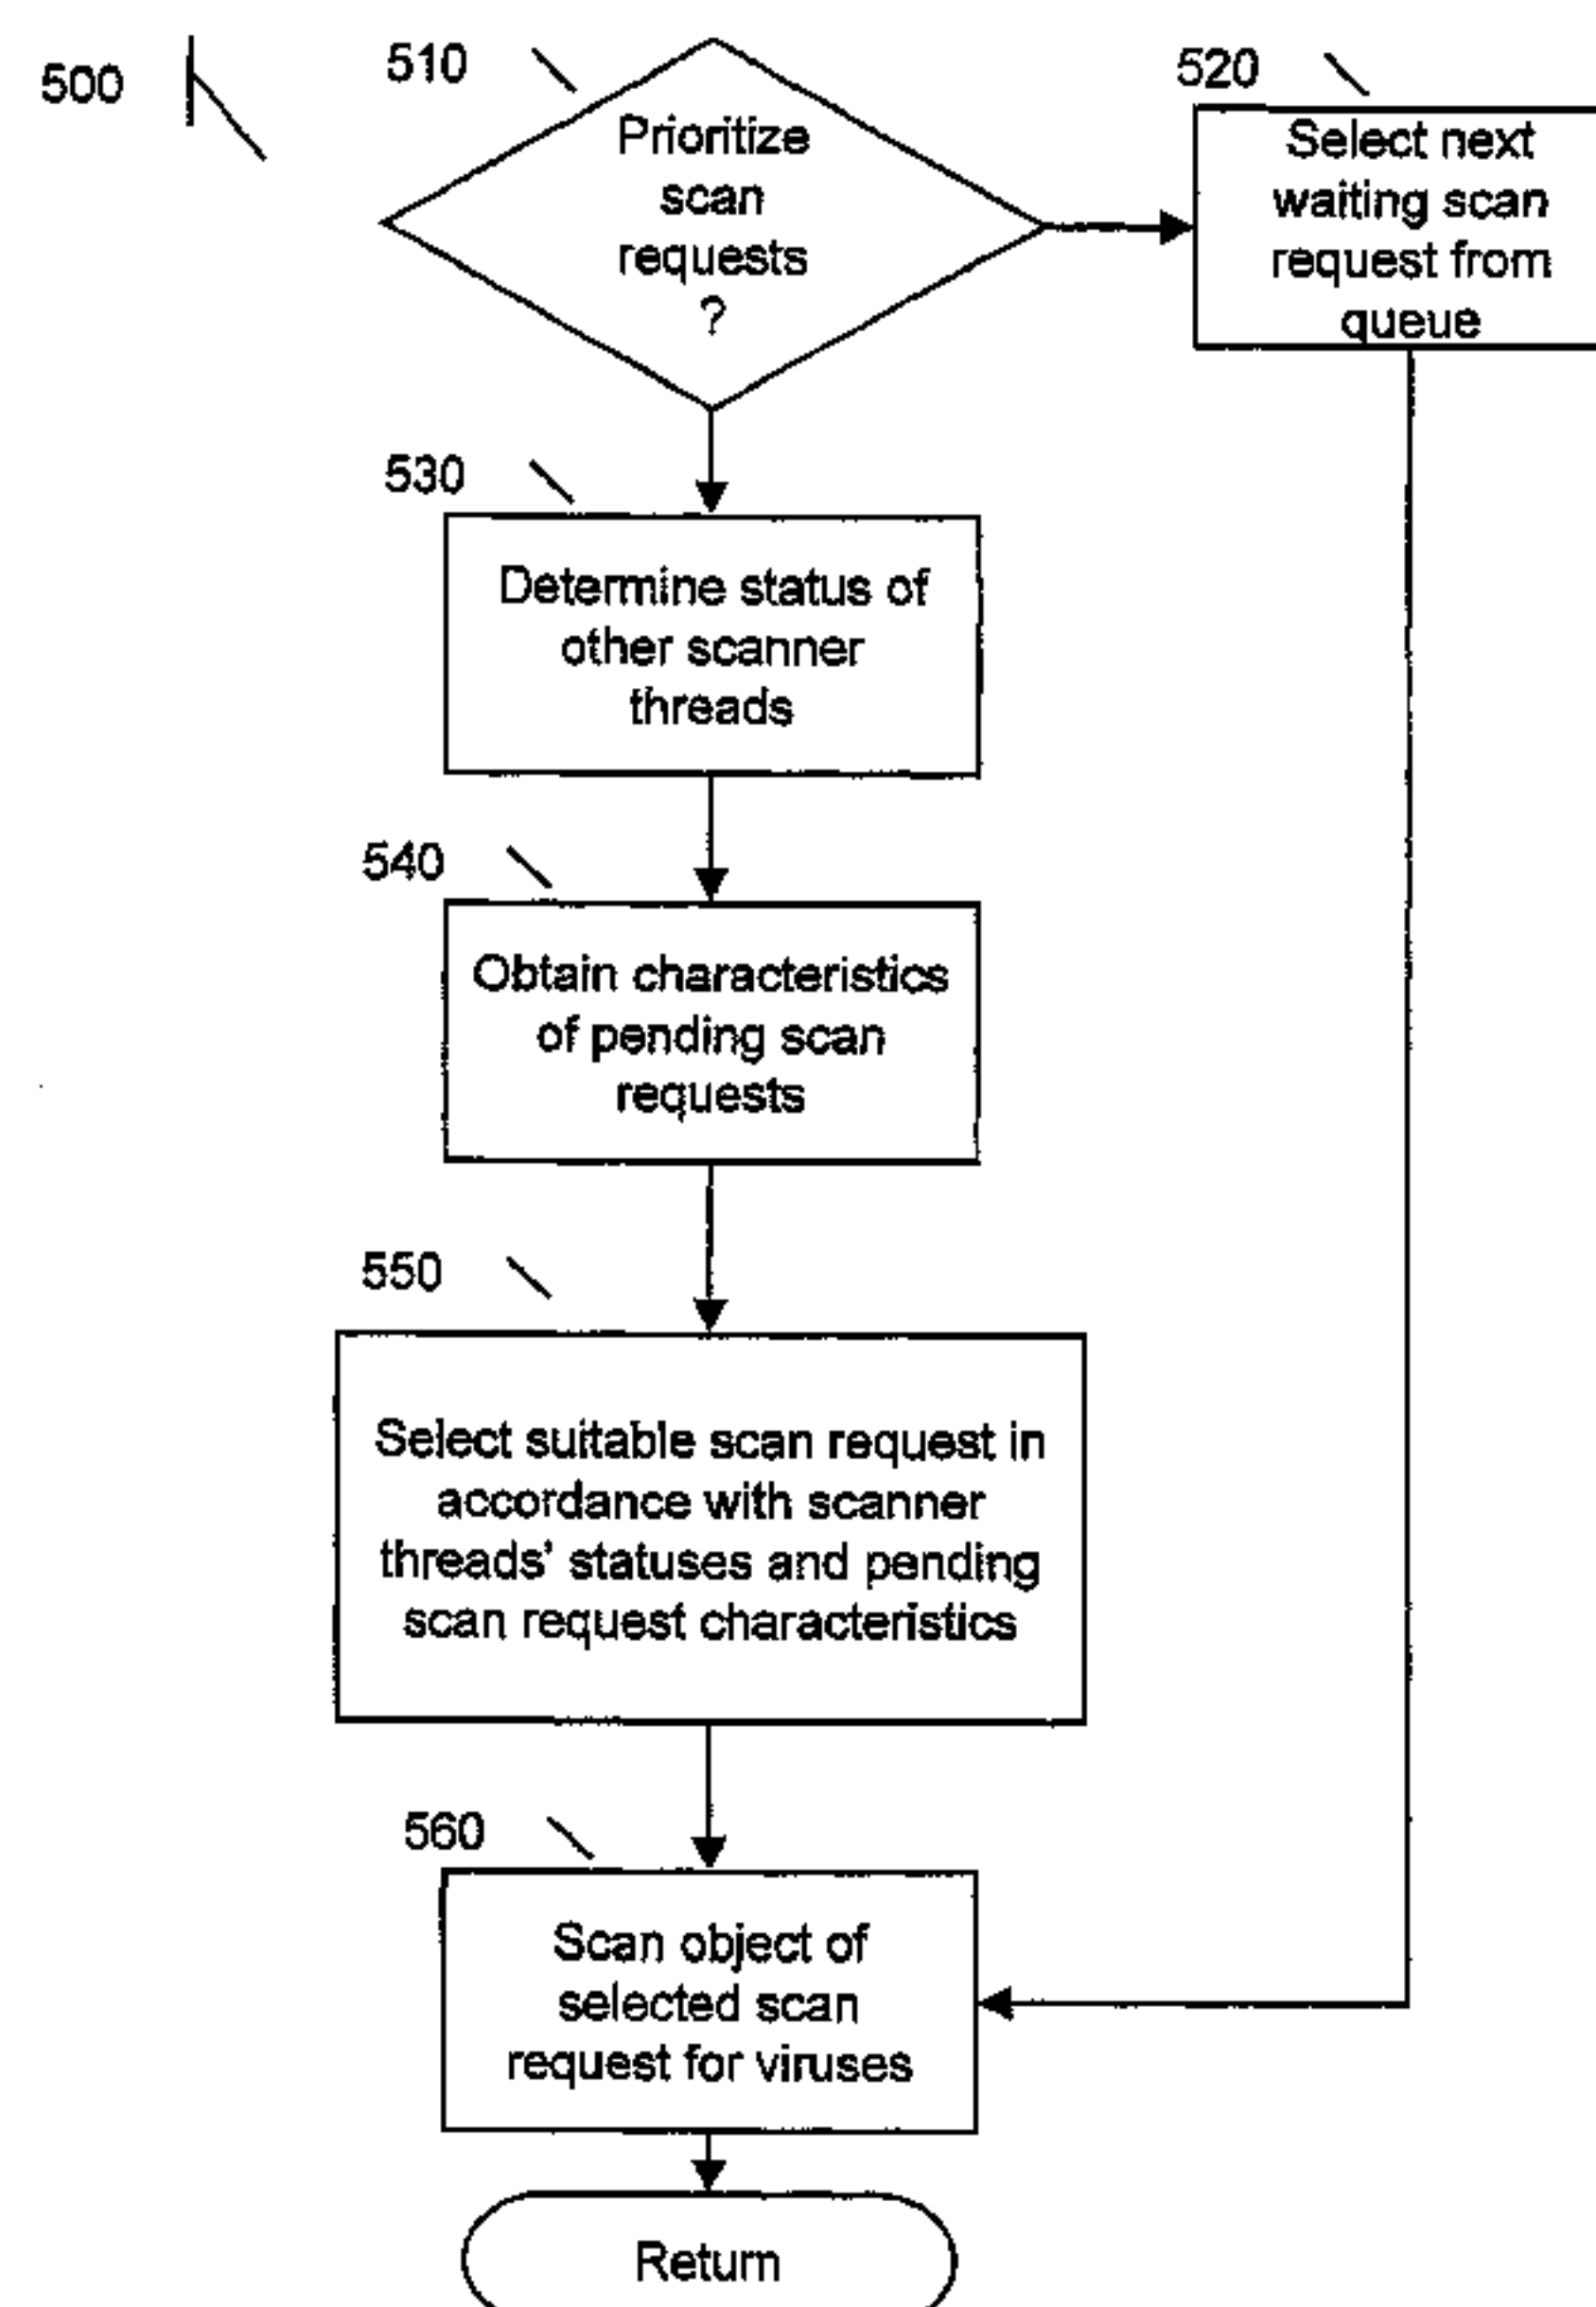 500
510
Prioritize
scan
requests
?
520
Select next
waiting scan
request from
queue
530
Determine status of
other scanner
threads
540
Obtain characteristics
of pending scan
requests
550
Select suitable scan request in
accordance with scanner
threads' statuses and pending
scan request characteristics
560
Scan object of
selected scan
request for viruses
Return